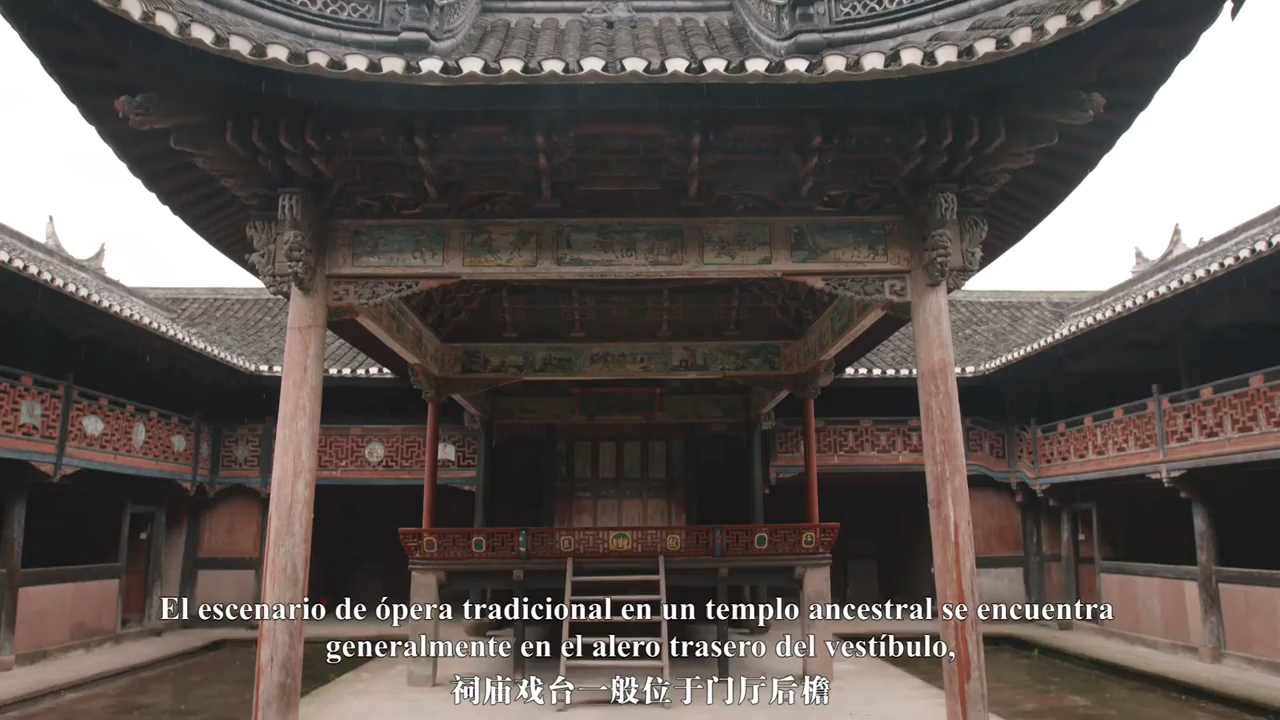 El escenario de ópera tradicional en un templo ancestral se encuentra
generalmente en el alero trasero del vestíbulo,
祠庙戏台一般位于门厅后檐